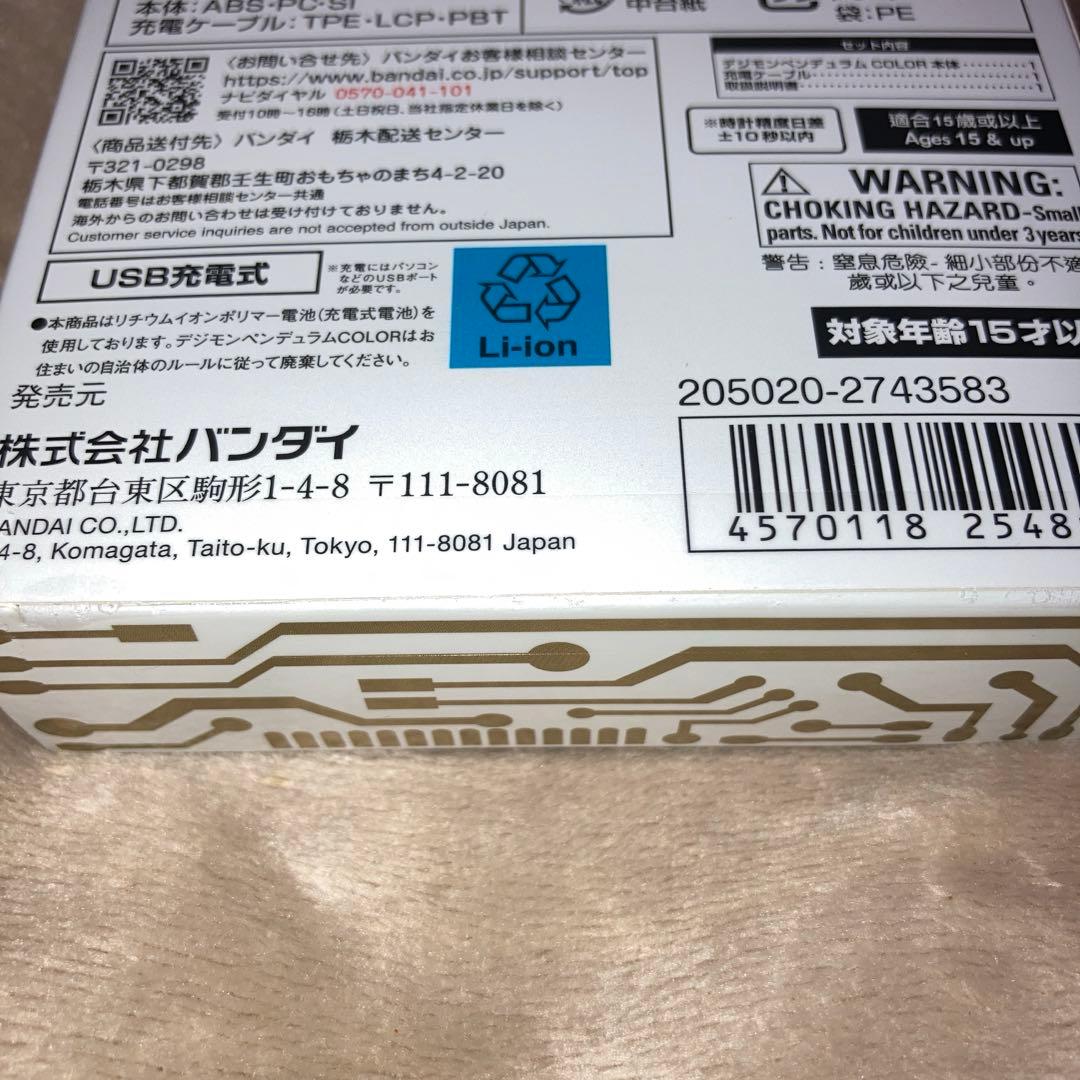 本体:ABS・PC・SI
充電ケーブル:TPE・LCP・PBT
中台紙
袋:PE
〈お問い合せ先〉バンダイお客様相談センター
https://www.bandai.co.jp/support/top
ナビダイヤル 0570-041-101
受付10時〜16時(土日祝日、当社指定休業日を除く)
〈商品送付先〉バンダイ 栃木配送センター
〒321-0298
栃木県下都賀郡壬生町おもちゃのまち4-2-20
電話番号はお客様相談センター共通
海外からのお問い合わせは受け付けておりません。
Customer service inquiries are not accepted from outside Japan.
セット内容
デジモンペンデュラム COLOR 本体・・・・・・・・1
充電ケーブル・・・・・・・・1
取扱説明書・・・・・・・・1
※時計精度日差
±10秒以内
適合15歲或以上
Ages 15 & up
WARNING:
CHOKING HAZARD-Small
parts. Not for children under 3 years
警告:窒息危險-細小部份不適
歲或以下之兒童。
対象年齢15才以
USB充電式
※充電にはパソコン
などのUSBポート
が必要です。
●本商品はリチウムイオンポリマー電池(充電式電池)を
使用しております。デジモンペンデュラムCOLORはお
住まいの自治体のルールに従って廃棄してください。
Li-ion
発売元
株式会社バンダイ
東京都台東区駒形1-4-8 〒111-8081
ANDAI CO.,LTD.
4-8, Komagata, Taito-ku, Tokyo, 111-8081 Japan
205020-2743583
4570118 2548